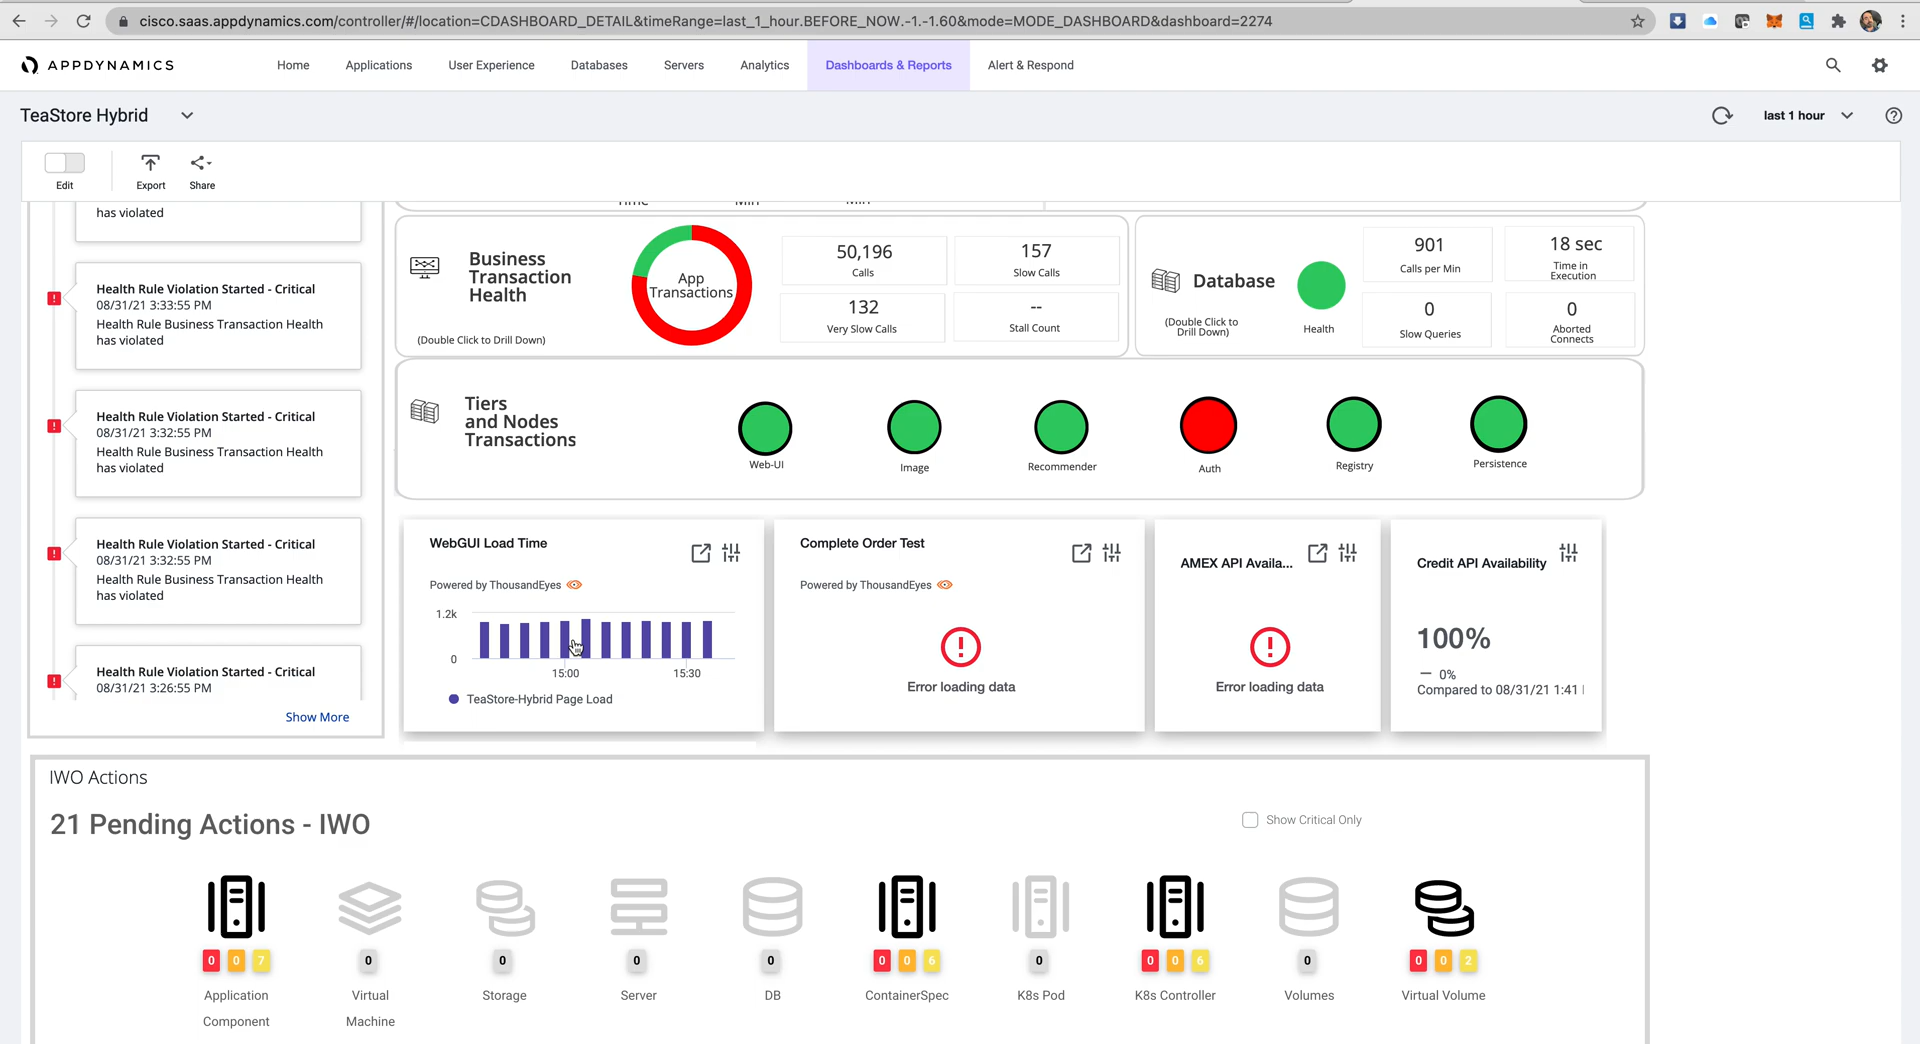 cisco.saas.appdynamics.com/controller/#/location=CDASHBOARD_DETAIL&timeRange=last_1_hour.BEFORE_NOW.-1.-1.60&mode=MODE_DASHBOARD&dashboard=2274
APPDYNAMICS
Home
Applications
User Experience
Databases
Servers
Analytics
Dashboards & Reports
Alert & Respond
TeaStore Hybrid
last 1 hour
Edit
Export
Share
has violated
Health Rule Violation Started - Critical
08/31/21 3:33:55 PM
Health Rule Business Transaction Health
has violated
Health Rule Violation Started - Critical
08/31/21 3:32:55 PM
Health Rule Business Transaction Health
has violated
Health Rule Violation Started - Critical
08/31/21 3:32:55 PM
Health Rule Business Transaction Health
has violated
Health Rule Violation Started - Critical
08/31/21 3:26:55 PM
Show More
Time
Min
Min
Business
Transaction
Health
(Double Click to Drill Down)
App
Transactions
50,196
Calls
157
Slow Calls
132
Very Slow Calls
--
Stall Count
Database
(Double Click to
Drill Down)
Health
901
Calls per Min
18 sec
Time in
Execution
0
Slow Queries
0
Aborted
Connects
Tiers
and Nodes
Transactions
Web-UI
Image
Recommender
Auth
Registry
Persistence
WebGUI Load Time
Powered by ThousandEyes
1.2k
0
15:00
15:30
TeaStore-Hybrid Page Load
Complete Order Test
Powered by ThousandEyes
Error loading data
AMEX API Availa...
Error loading data
Credit API Availability
100%
— 0%
Compared to 08/31/21 1:41
IWO Actions
21 Pending Actions - IWO
Show Critical Only
0 0 7
Application
Component
0
Virtual
Machine
0
Storage
0
Server
0
DB
0 0 6
ContainerSpec
0
K8s Pod
0 0 6
K8s Controller
0
Volumes
0 0 2
Virtual Volume